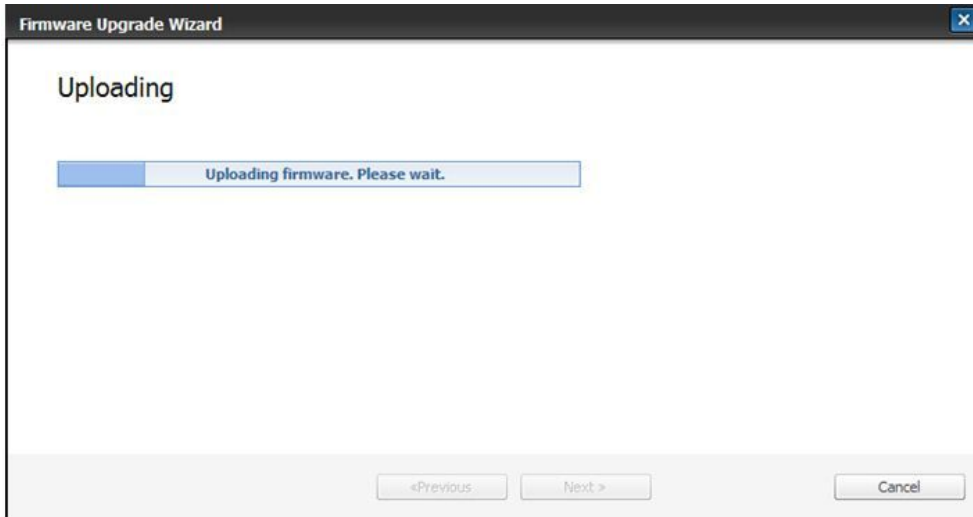 Firmware Upgrade Wizard
Uploading
Uploading firmware. Please wait.
«Previous
Next »
Cancel